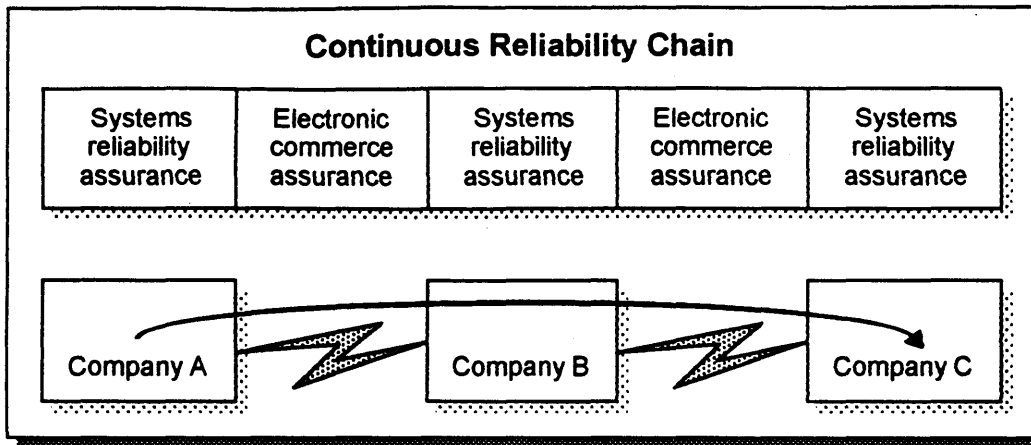 Continuous Reliability Chain
Systems
reliability
assurance
Electronic
commerce
assurance
Systems
reliability
assurance
Electronic
commerce
assurance
Systems
reliability
assurance
Company A
Company B
Company C